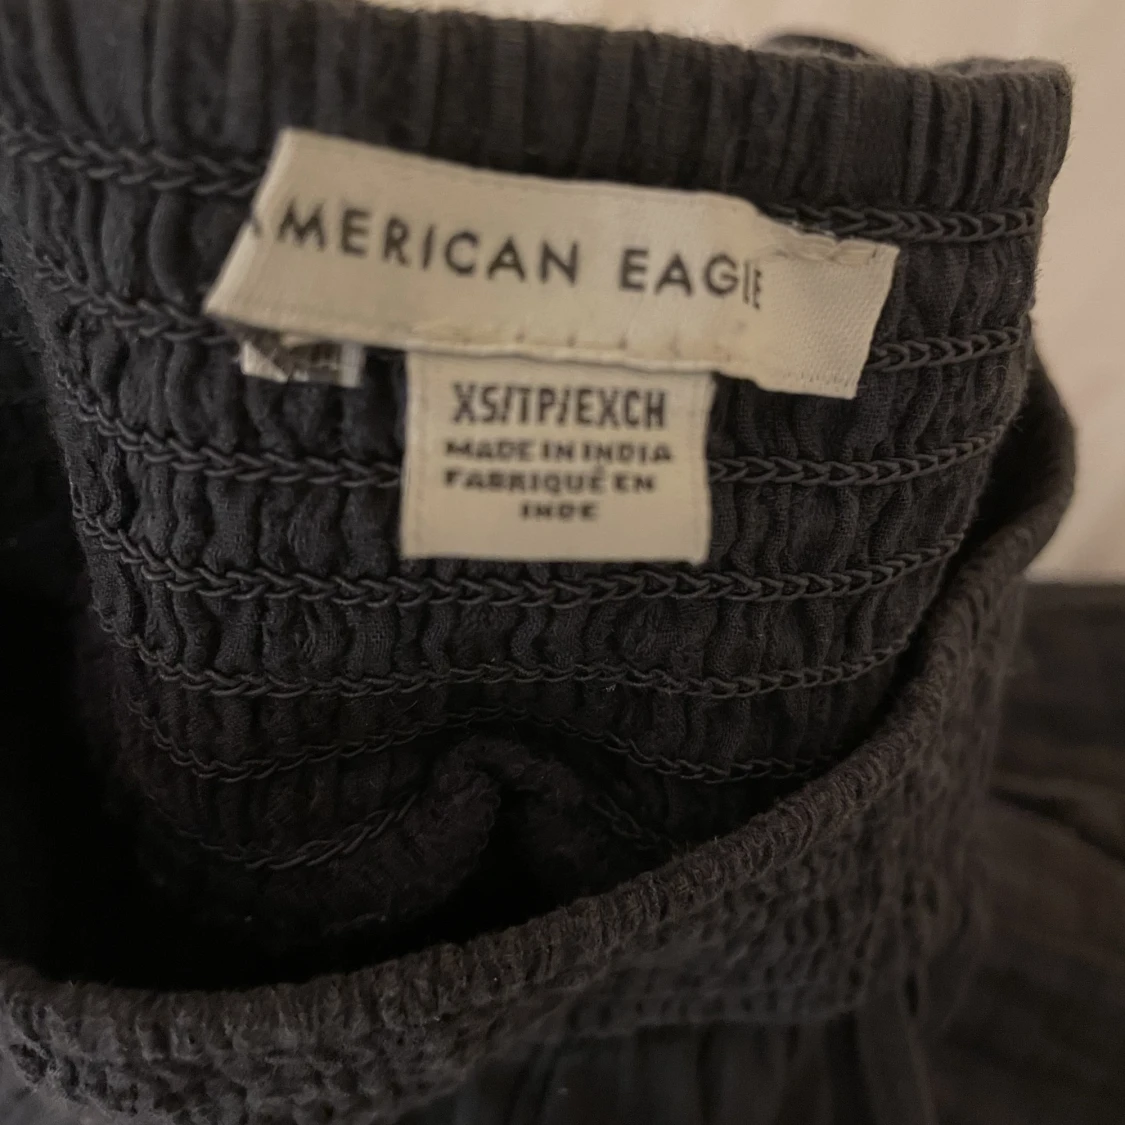 AMERICAN EAGLE
XS/TP/EXCH
MADE IN INDIA
FABRIQUÉ EN
INDE